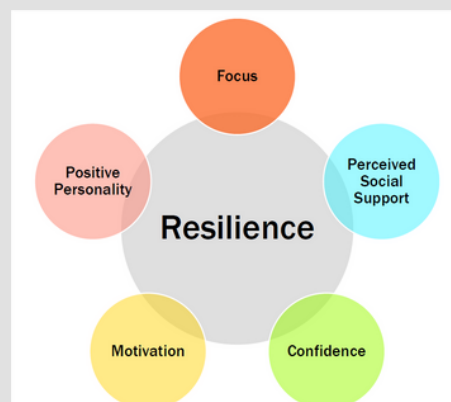 Focus
Positive
Personality
Perceived
Social
Support
Resilience
Motivation
Confidence